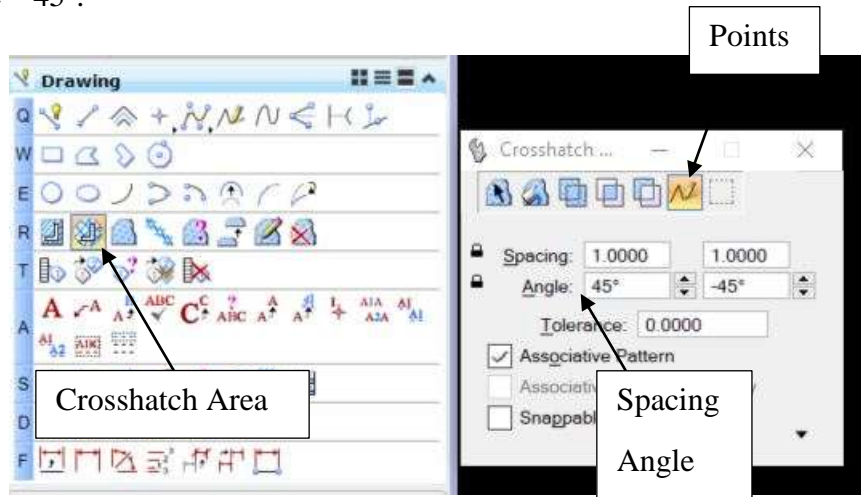 45°.
Points
Drawing
Q
W
E
R
T
A
S
D
F
Crosshatch Area
Crosshatch ...
Spacing: 1.0000 1.0000
Angle: 45° -45°
Tolerance: 0.0000
Associative Pattern
Snappabl
Spacing
Angle